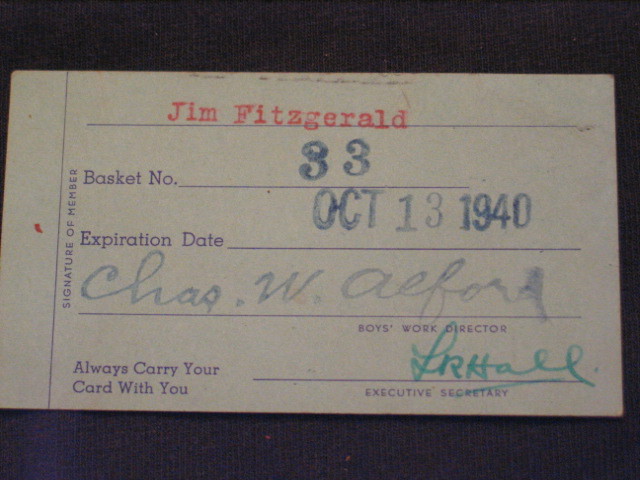 Jim Fitzgerald
Basket No. 33
OCT 13 1940
Expiration Date
SIGNATURE OF MEMBER
Chas. W. Alford
BOYS' WORK DIRECTOR
LRHall.
Always Carry Your
Card With You
EXECUTIVE SECRETARY